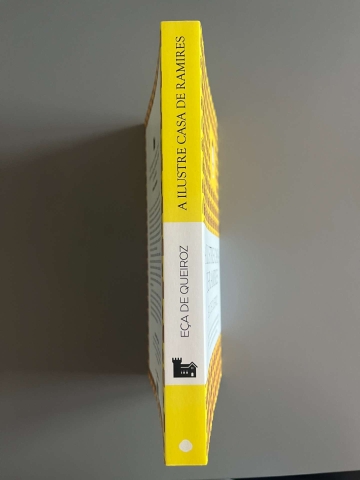 A ILUSTRE CASA DE RAMIRES
EÇA DE QUEIROZ